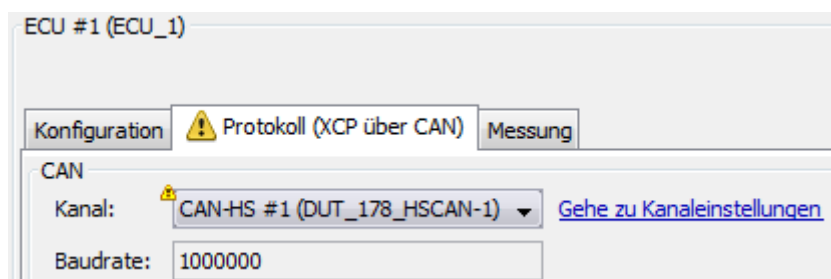 ECU #1 (ECU_1)
Konfiguration Protokoll (XCP über CAN) Messung
CAN
Kanal: CAN-HS #1 (DUT_178_HSCAN-1) Gehe zu Kanaleinstellungen
Baudrate: 1000000